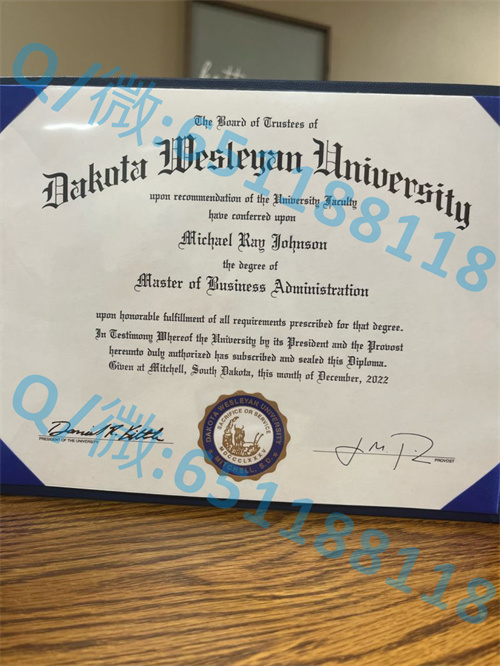 The Board of Trustees of
Dakota Wesleyan University
upon recommendation of the University Faculty
have conferred upon
Michael Ray Johnson
the degree of
Master of Business Administration
upon honorable fulfillment of all requirements prescribed for that degree.
In Testimony Whereof the University by its President and the Provost
hereunto duly authorized has subscribed and sealed this Diploma.
Given at Mitchell, South Dakota, this month of December, 2022
DAKOTA WESLEYAN UNIVERSITY
SACRIFICE OR SERVICE
MDCCCLXXXV
MITCHELL, S.D.
PRESIDENT OF THE UNIVERSITY
PROVOST
Q/微:651188118
Q/微:651188118